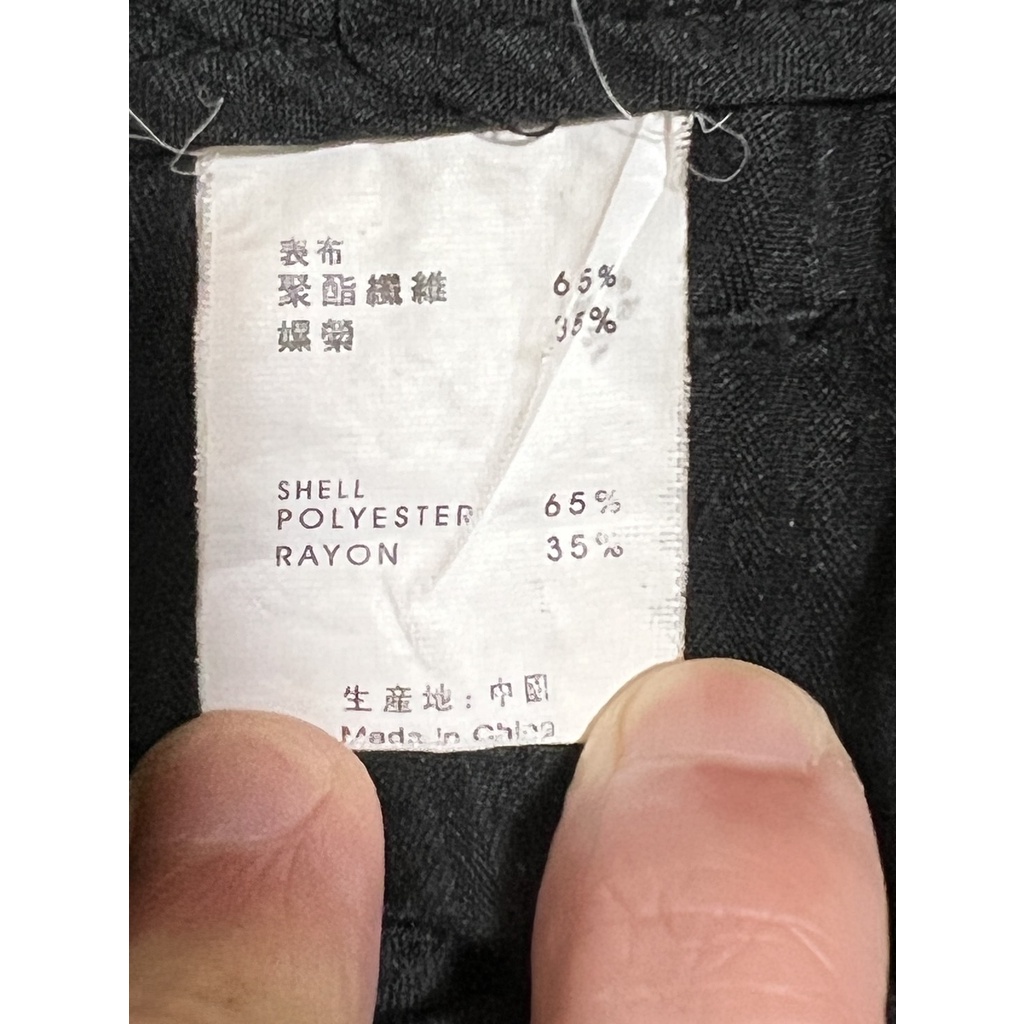 表布
聚酯纖維 65%
嫘縈 35%
SHELL
POLYESTER 65%
RAYON 35%
生産地：中國
Made in China